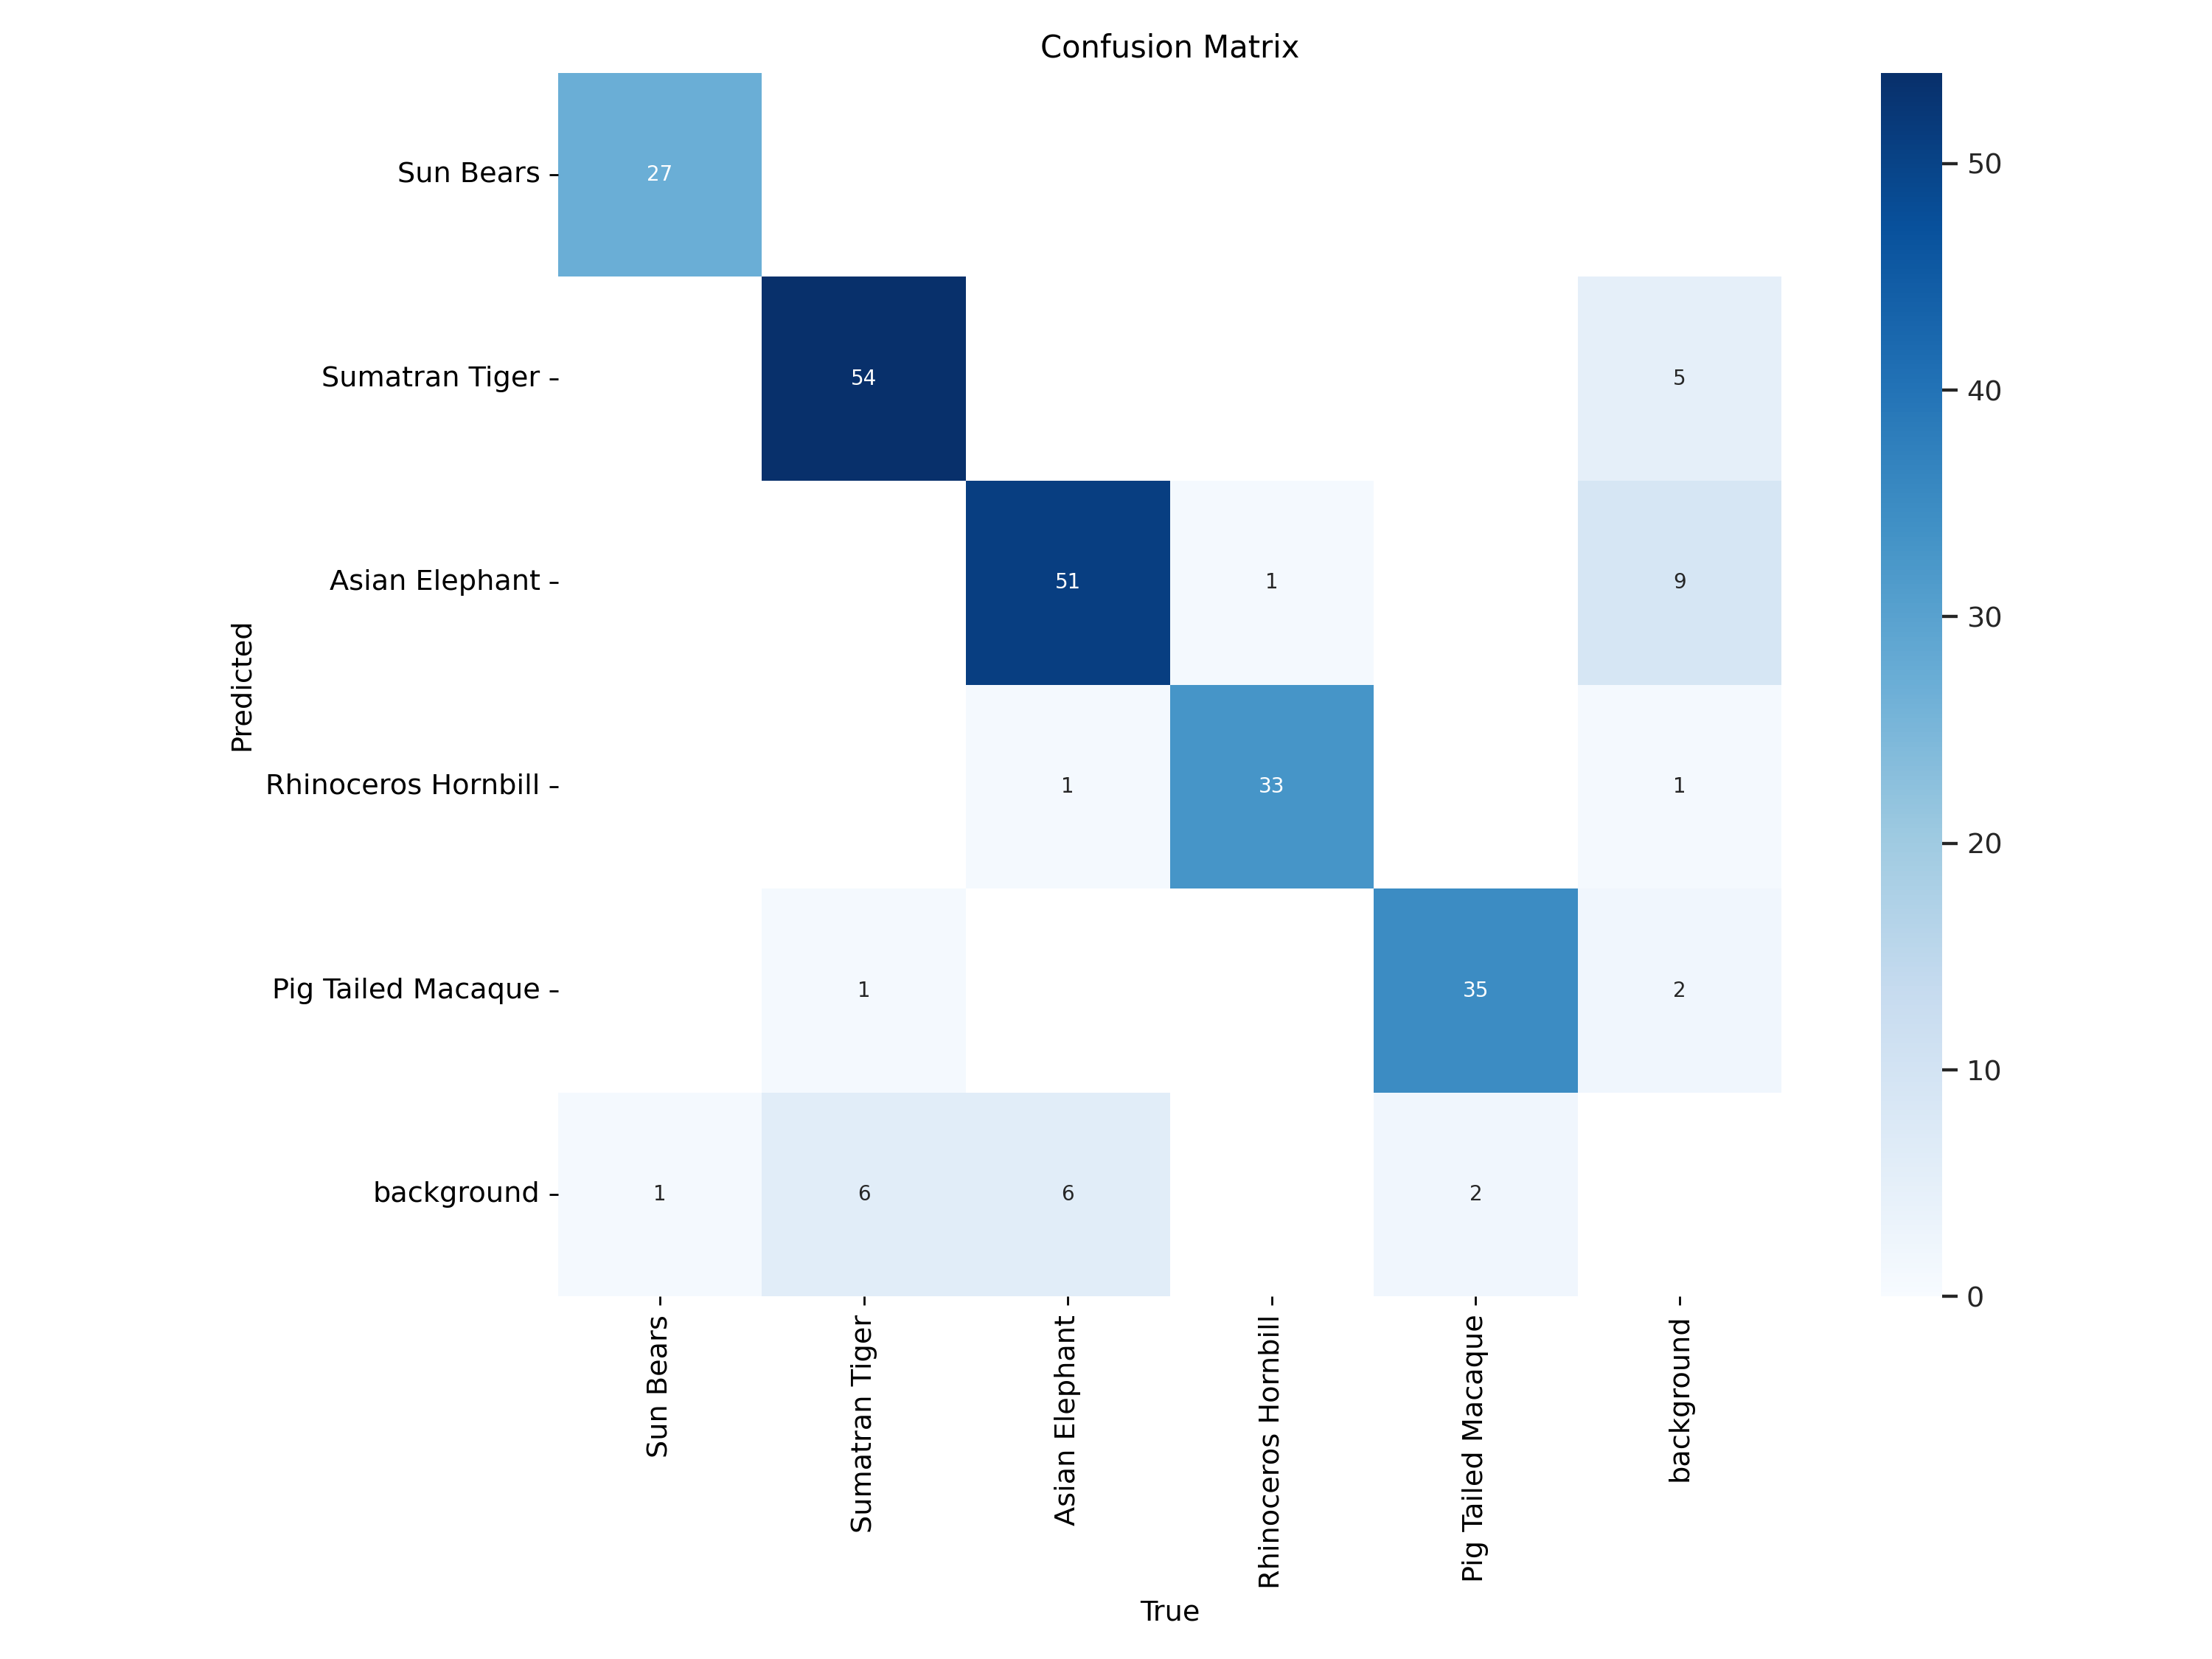 Confusion Matrix
Sun Bears
27
Sumatran Tiger
54
5
Asian Elephant
51
1
9
Rhinoceros Hornbill
1
33
1
Pig Tailed Macaque
1
35
2
background
1
6
6
2
Predicted
Sun Bears
Sumatran Tiger
Asian Elephant
Rhinoceros Hornbill
Pig Tailed Macaque
background
True
50
40
30
20
10
0